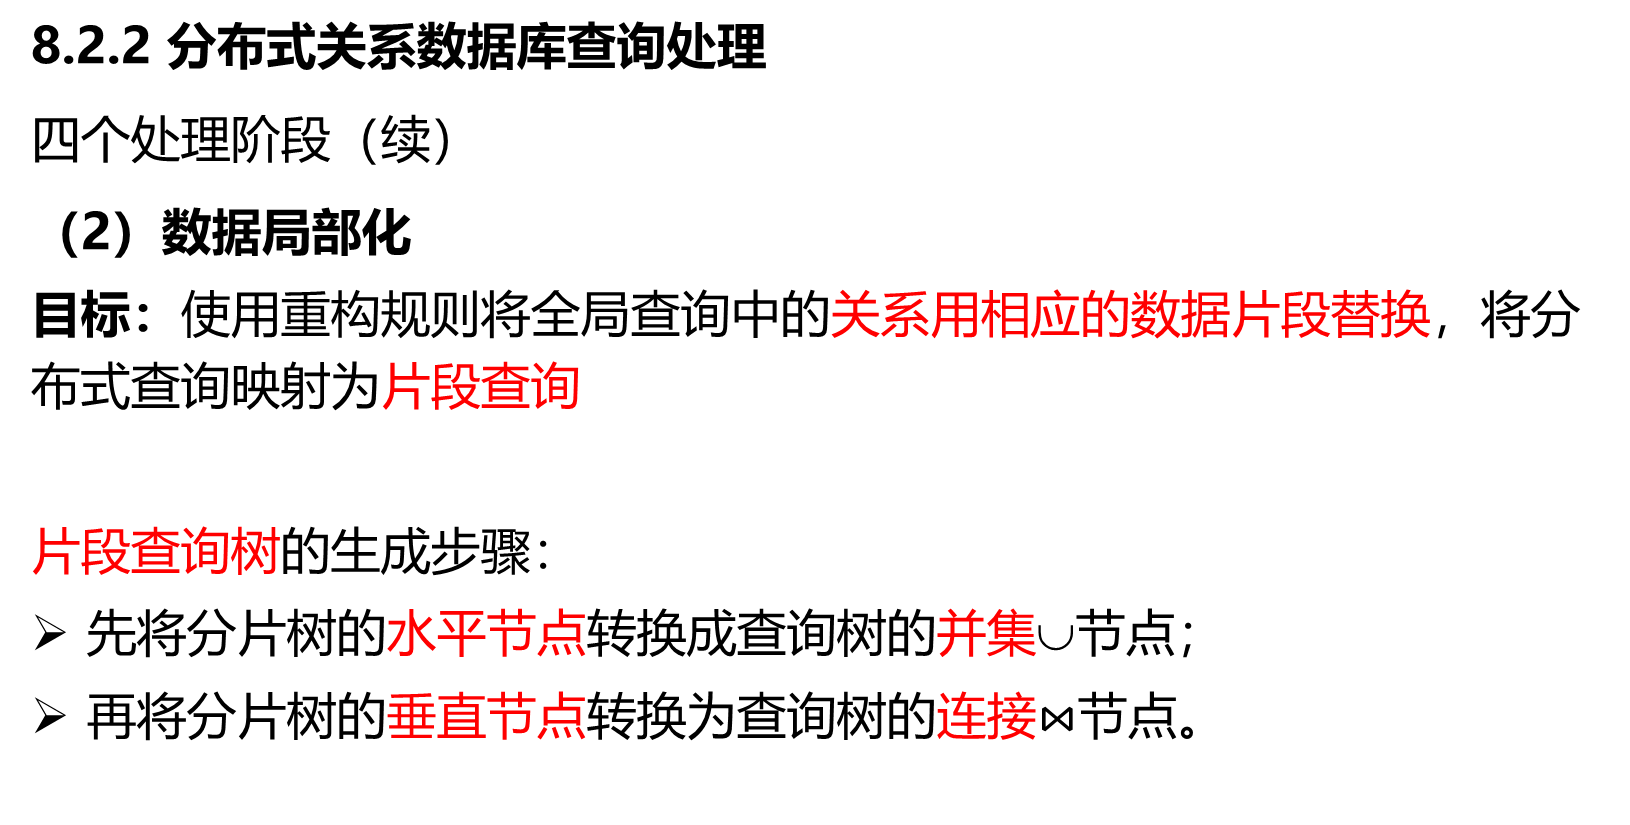 8.2.2 分布式关系数据库查询处理
四个处理阶段（续）
（2）数据局部化
目标：使用重构规则将全局查询中的关系用相应的数据片段替换，将分
布式查询映射为片段查询
片段查询树的生成步骤：
➢ 先将分片树的水平节点转换成查询树的并集∪节点；
➢ 再将分片树的垂直节点转换为查询树的连接⋈节点。